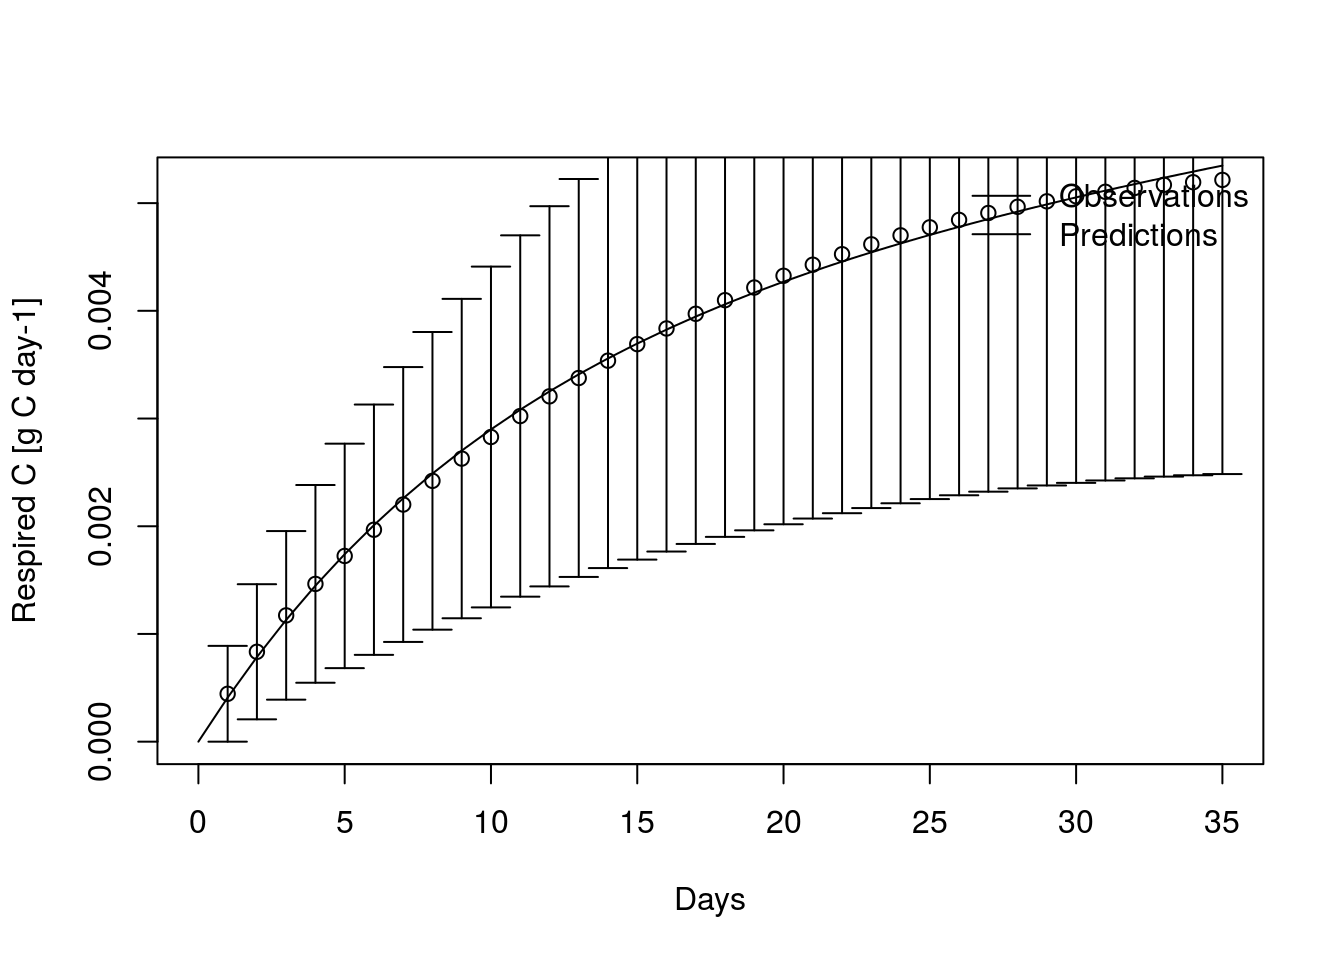 Observations
Predictions
Respired C [g C day-1]
0.004
0.002
0.000
0 5 10 15 20 25 30 35
Days